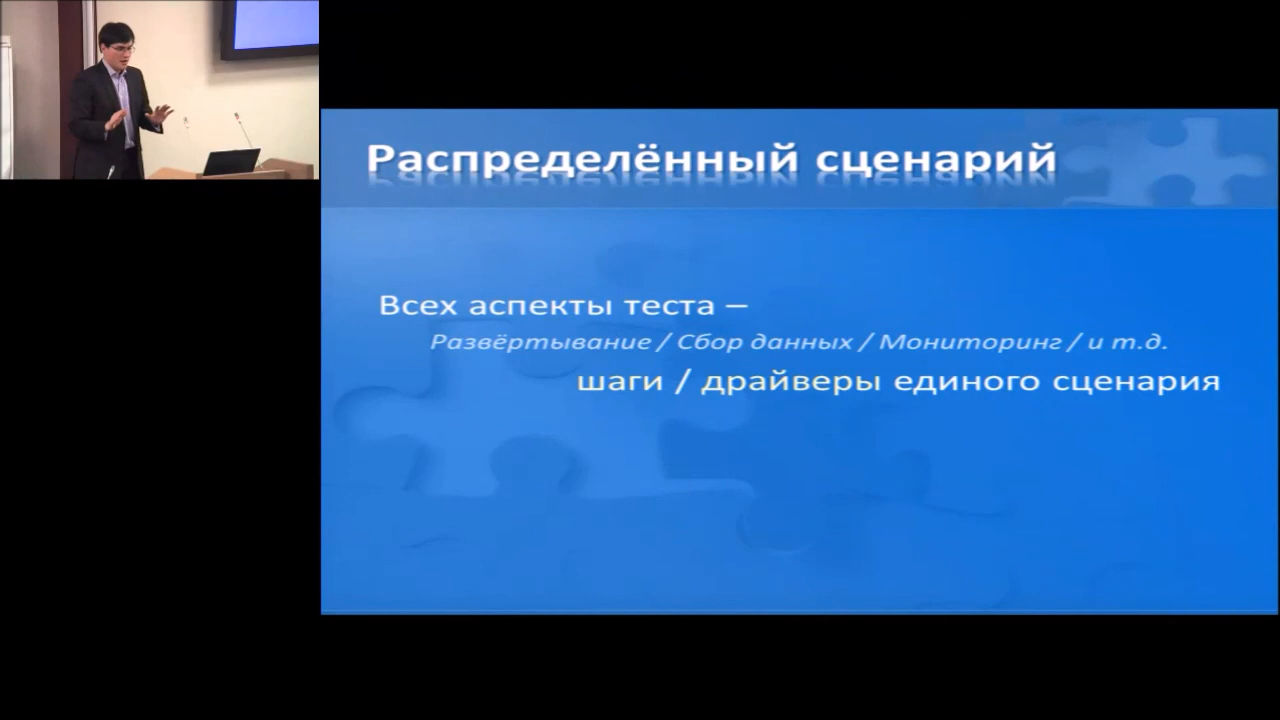 Распределённый сценарий
Всех аспекты теста –
Развёртывание / Сбор данных / Мониторинг / и т.д.
шаги / драйверы единого сценария